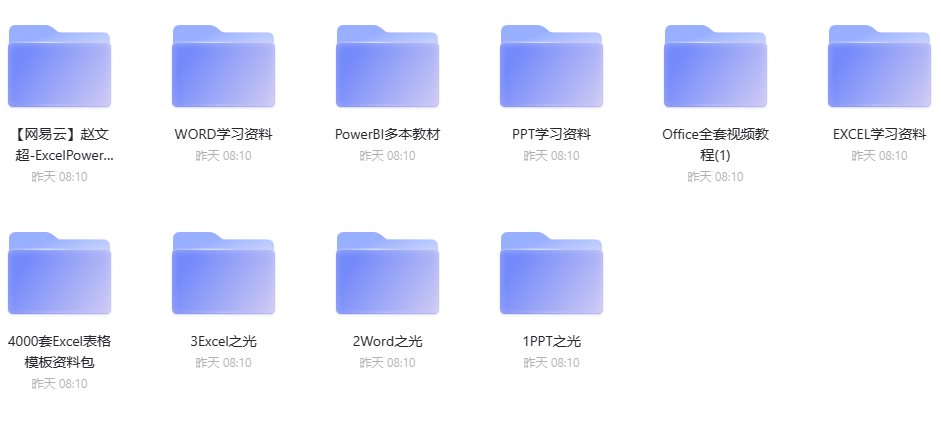 【网易云】赵文
超-ExcelPower...
昨天 08:10
WORD学习资料
昨天 08:10
PowerBI多本教材
昨天 08:10
PPT学习资料
昨天 08:10
Office全套视频教
程(1)
昨天 08:10
EXCEL学习资料
昨天 08:10
4000套Excel表格
模板资料包
昨天 08:10
3Excel之光
昨天 08:10
2Word之光
昨天 08:10
1PPT之光
昨天 08:10